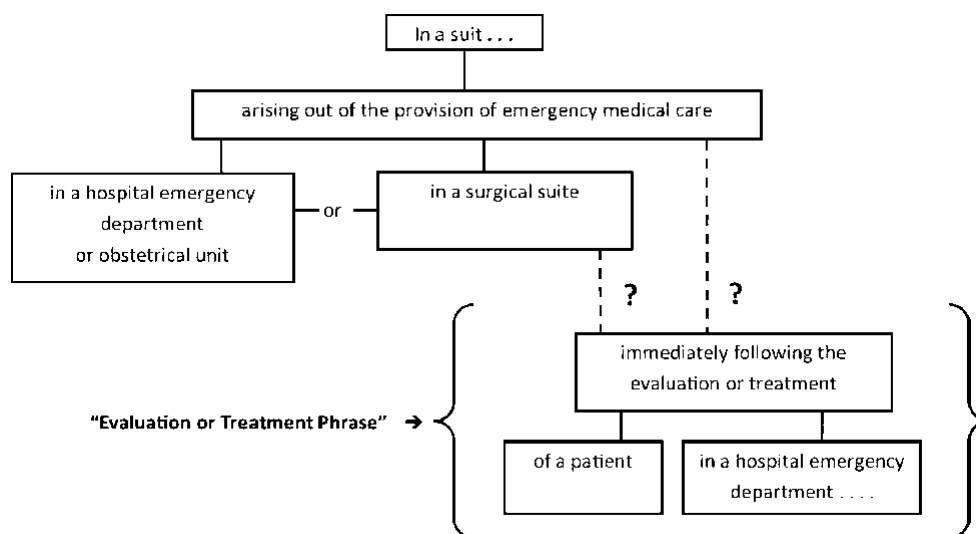 In a suit . . .
arising out of the provision of emergency medical care
in a hospital emergency
department
or obstetrical unit
or
in a surgical suite
?
?
immediately following the
evaluation or treatment
"Evaluation or Treatment Phrase" →
of a patient
in a hospital emergency
department . . . .